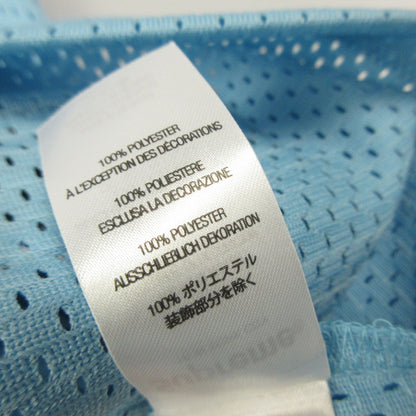 100% POLYESTER
À L'EXCEPTION DES DÉCORATIONS
100% POLIESTERE
ESCLUSA LA DECORAZIONE
100% POLYESTER
AUSSCHLIEBLICH DEKORATION
100% ポリエステル
装飾部分を除く